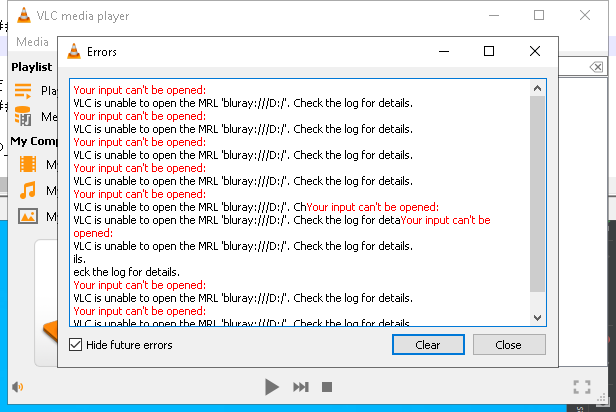 VLC media player
Media
Errors
Playlist
Pla
Me
My Comp
My
My
My
Your input can't be opened:
VLC is unable to open the MRL 'bluray:///D:/'. Check the log for details.
Your input can't be opened:
VLC is unable to open the MRL 'bluray:///D:/'. Check the log for details.
Your input can't be opened:
VLC is unable to open the MRL 'bluray:///D:/'. Check the log for details.
Your input can't be opened:
VLC is unable to open the MRL 'bluray:///D:/'. Check the log for details.
Your input can't be opened:
VLC is unable to open the MRL 'bluray:///D:/'. ChYour input can't be opened:
VLC is unable to open the MRL 'bluray:///D:/'. Check the log for detaYour input can't be
opened:
VLC is unable to open the MRL 'bluray:///D:/'. Check the log for details.
ils.
eck the log for details.
Your input can't be opened:
VLC is unable to open the MRL 'bluray:///D:/'. Check the log for details.
Your input can't be opened:
VLC is unable to open the MRL 'bluray:///D:/'. Check the log for details.
Hide future errors
Clear
Close